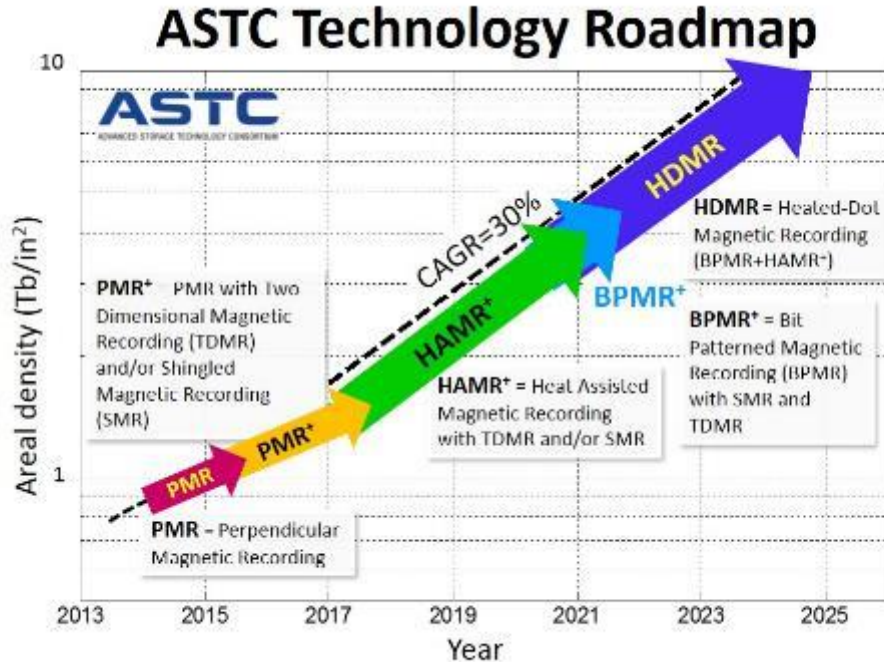 ASTC Technology Roadmap
10
ASTC
ADVANCED STORAGE TECHNOLOGY CONSORTIUM
HDMR
CAGR=30%
HDMR = Heated-Dot
Magnetic Recording
(BPMR+HAMR⁺)
PMR⁺ – PMR with Two
Dimensional Magnetic
Recording (TDMR)
and/or Shingled
Magnetic Recording
(SMR)
HAMR⁺
BPMR⁺
BPMR⁺ = Bit
Patterned Magnetic
Recording (BPMR)
with SMR and
TDMR
HAMR⁺ = Heat Assisted
Magnetic Recording
with TDMR and/or SMR
PMR⁺
1
PMR
PMR – Perpendicular
Magnetic Recording
Areal density (Tb/in²)
2013 2015 2017 2019 2021 2023 2025
Year